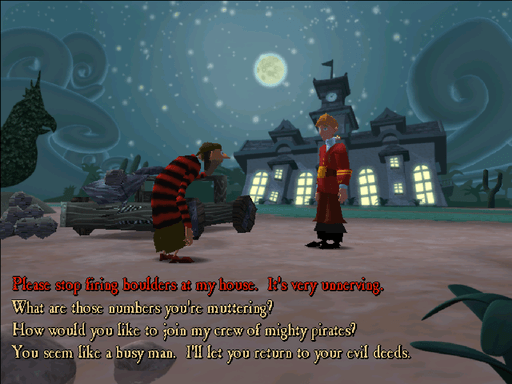 Please stop firing boulders at my house.  It's very unnerving.
What are those numbers you're muttering?
How would you like to join my crew of mighty pirates?
You seem like a busy man.  I'll let you return to your evil deeds.